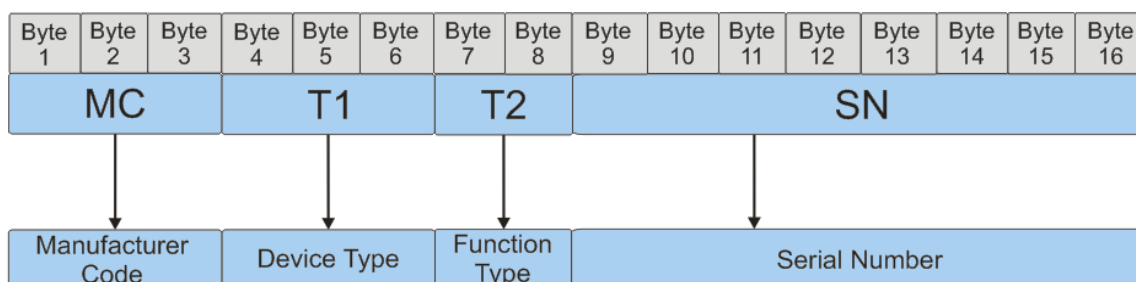 Byte 1 Byte 2 Byte 3 Byte 4 Byte 5 Byte 6 Byte 7 Byte 8 Byte 9 Byte 10 Byte 11 Byte 12 Byte 13 Byte 14 Byte 15 Byte 16
MC T1 T2 SN
Manufacturer Code Device Type Function Type Serial Number